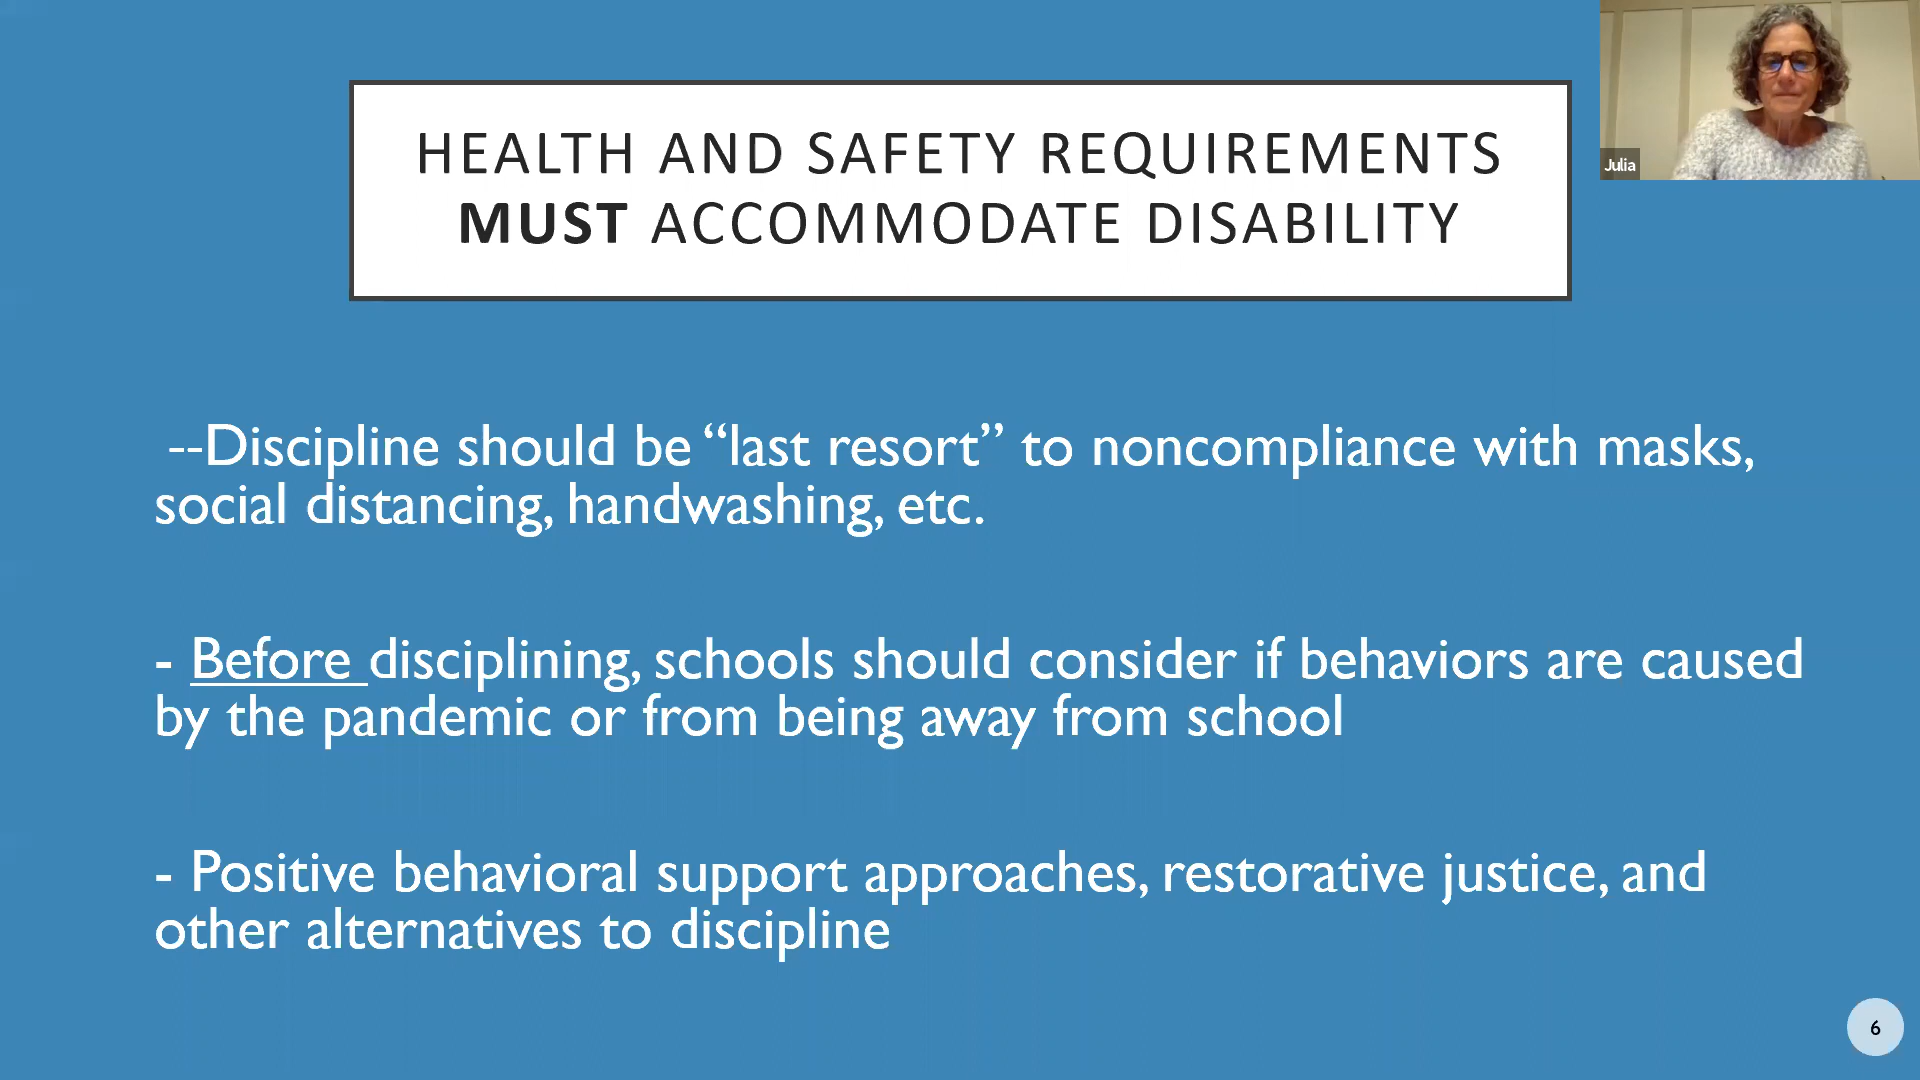 HEALTH AND SAFETY REQUIREMENTS
MUST ACCOMMODATE DISABILITY
Julia
--Discipline should be “last resort” to noncompliance with masks,
social distancing, handwashing, etc.
- Before disciplining, schools should consider if behaviors are caused
by the pandemic or from being away from school
- Positive behavioral support approaches, restorative justice, and
other alternatives to discipline
6